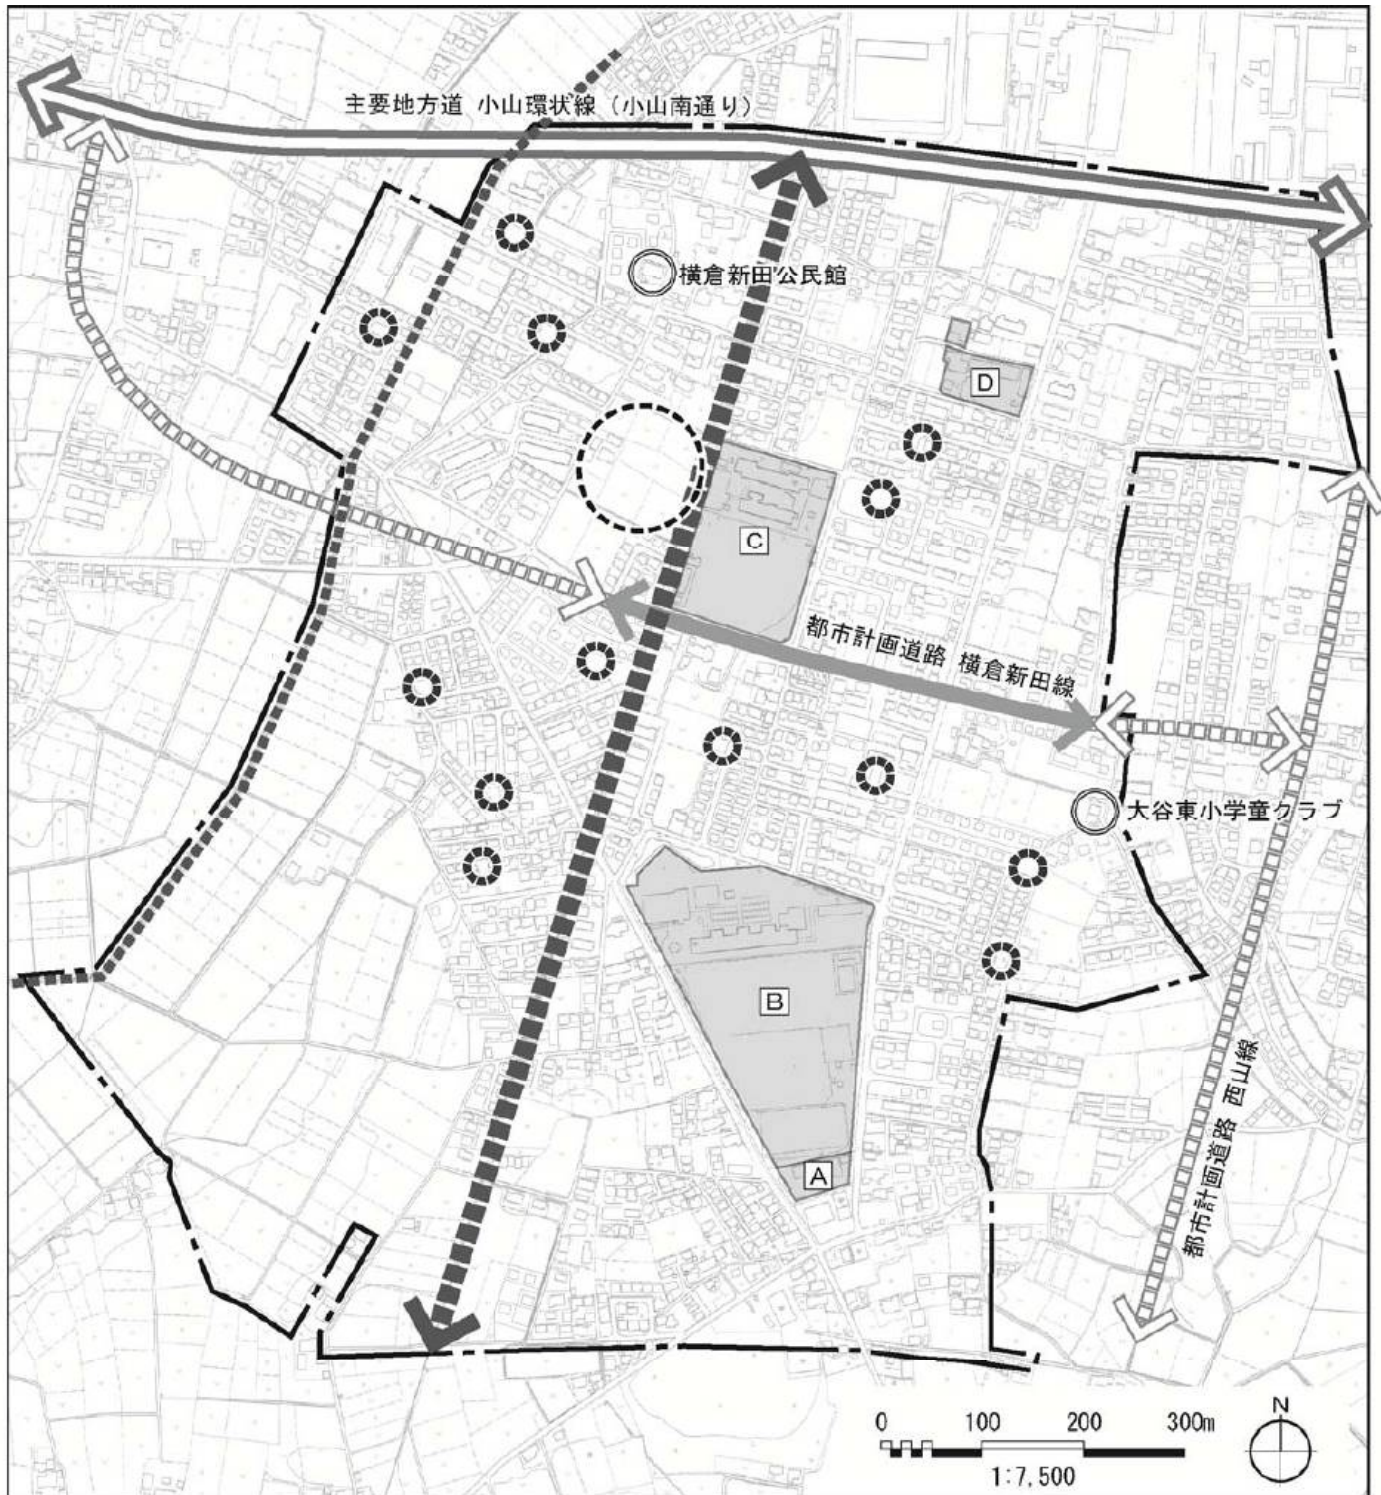 主要地方道 小山環状線（小山南通り）
横倉新田公民館
D
C
都市計画道路 横倉新田線
大谷東小学童クラブ
B
都市計画道路 西山線
A
0 100 200 300m
1:7,500
N